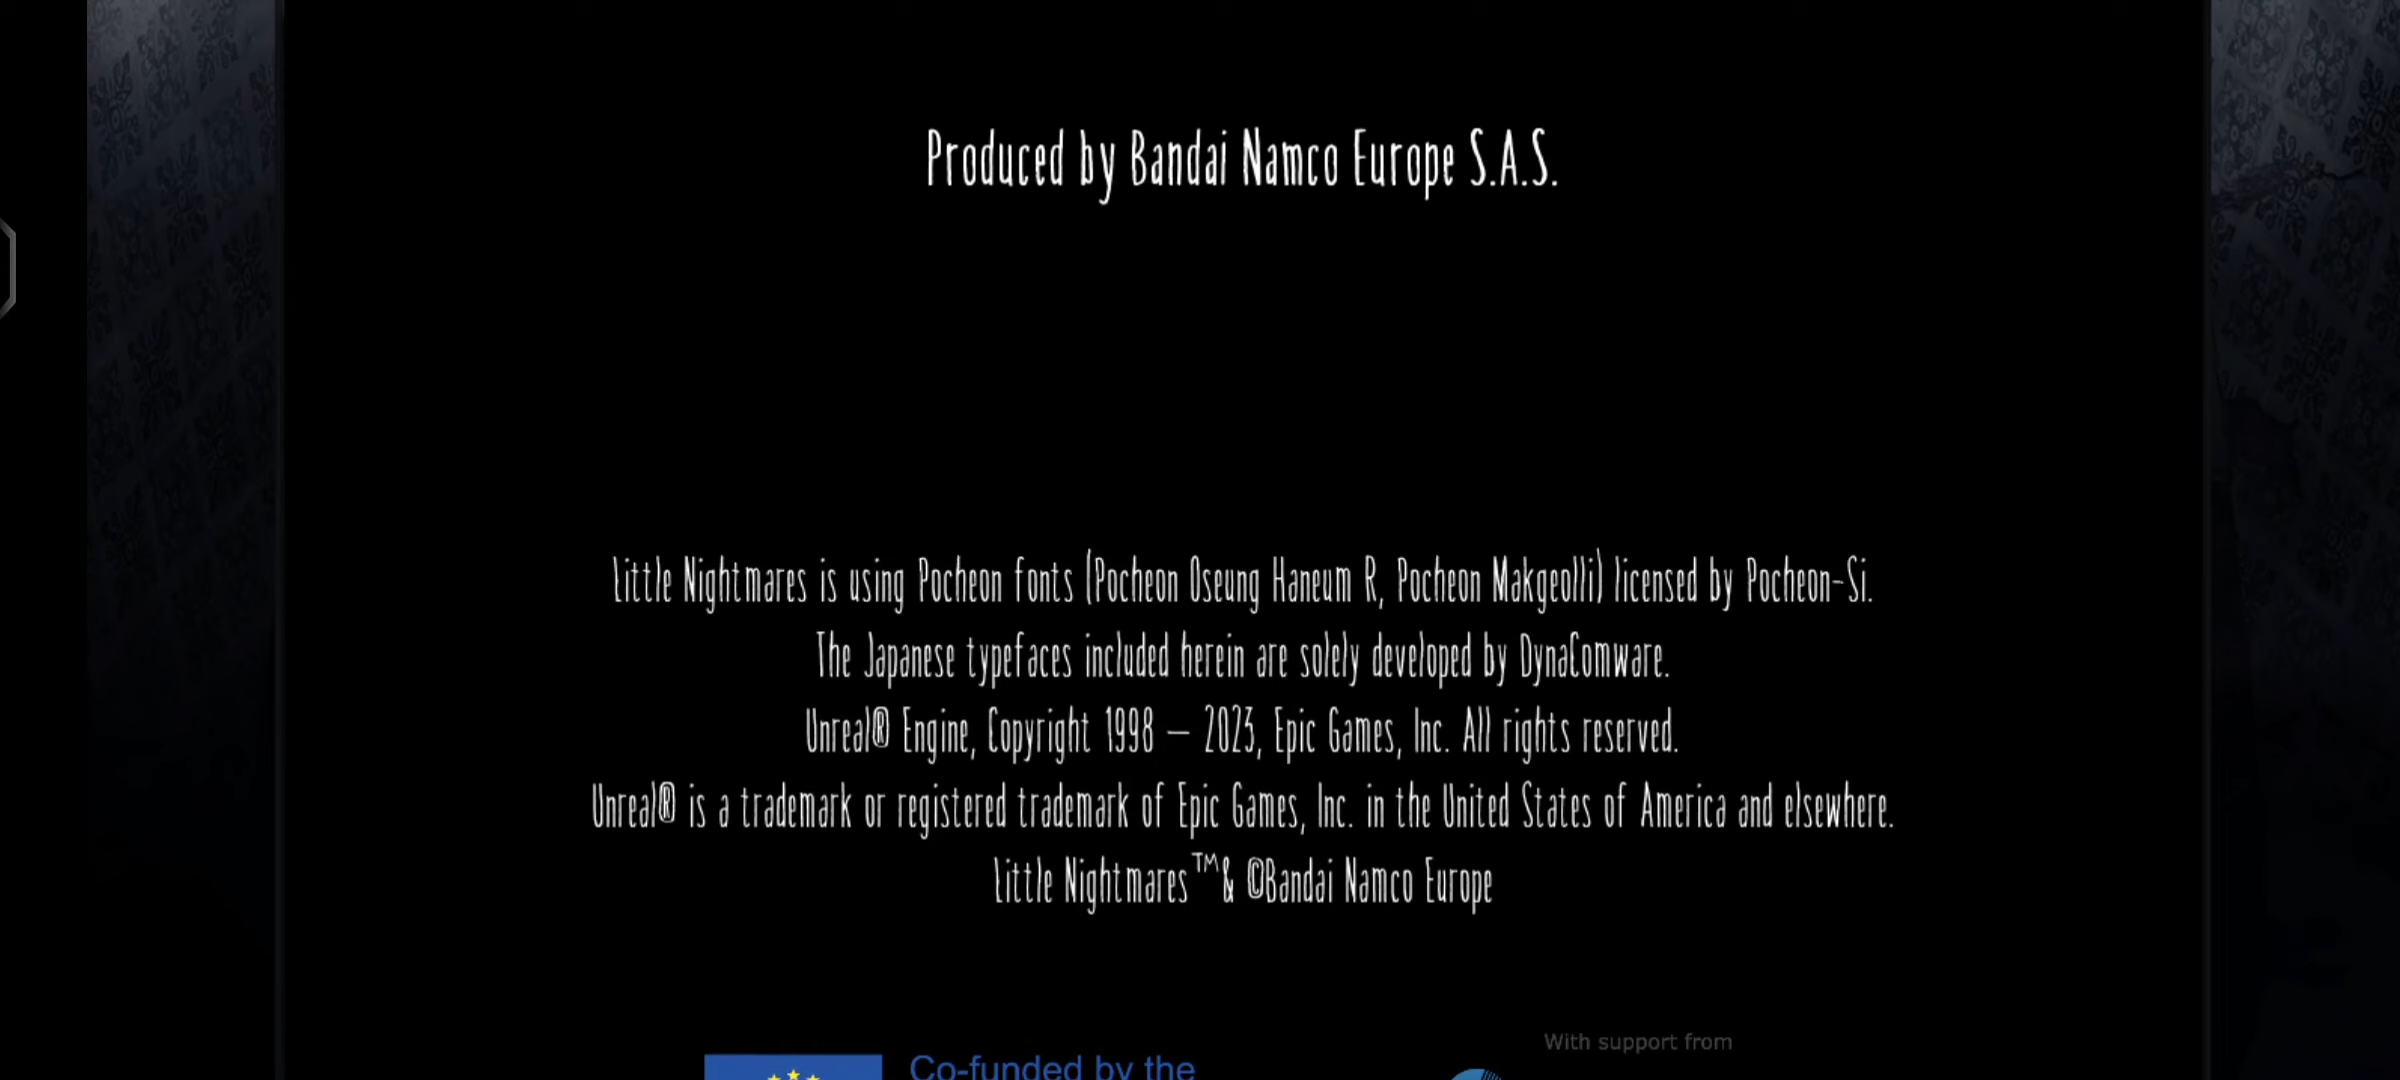 Produced by Bandai Namco Europe S.A.S.
Little Nightmares is using Pocheon fonts (Pocheon Oseung Haneum R, Pocheon Makgeolli) licensed by Pocheon-Si.
The Japanese typefaces included herein are solely developed by DynaComware.
Unreal® Engine, Copyright 1998 – 2023, Epic Games, Inc. All rights reserved.
Unreal® is a trademark or registered trademark of Epic Games, Inc. in the United States of America and elsewhere.
Little Nightmares™& ©Bandai Namco Europe
With support from
Co-funded by the